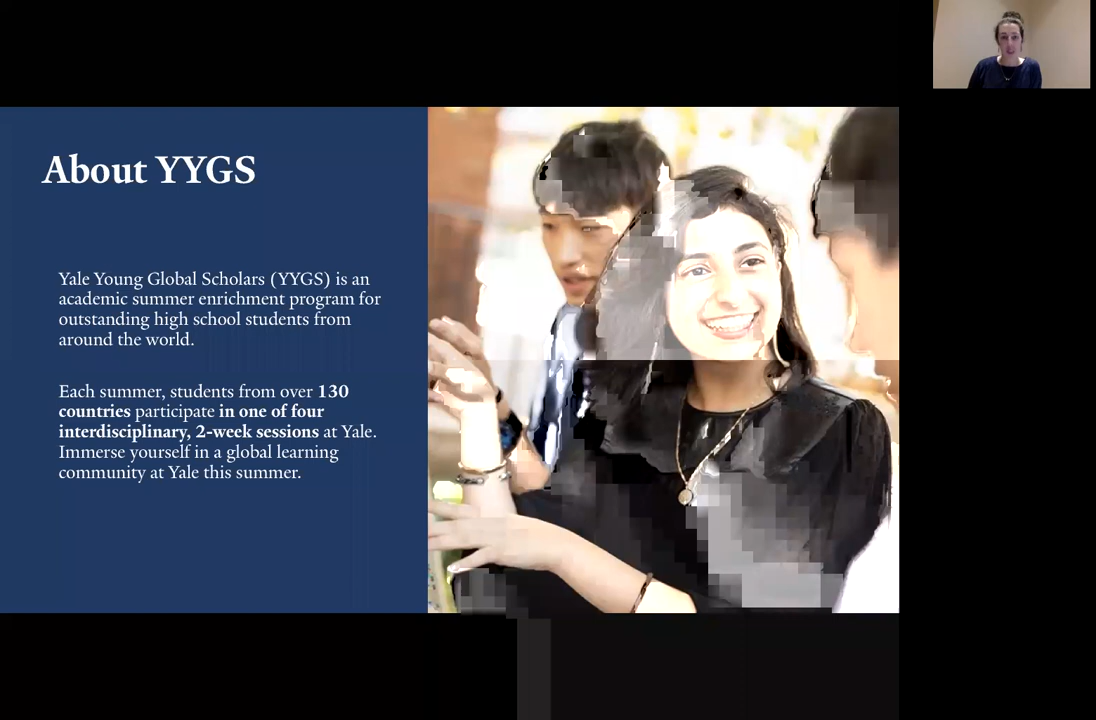 About YYGS
Yale Young Global Scholars (YYGS) is an
academic summer enrichment program for
outstanding high school students from
around the world.
Each summer, students from over 130
countries participate in one of four
interdisciplinary, 2-week sessions at Yale.
Immerse yourself in a global learning
community at Yale this summer.